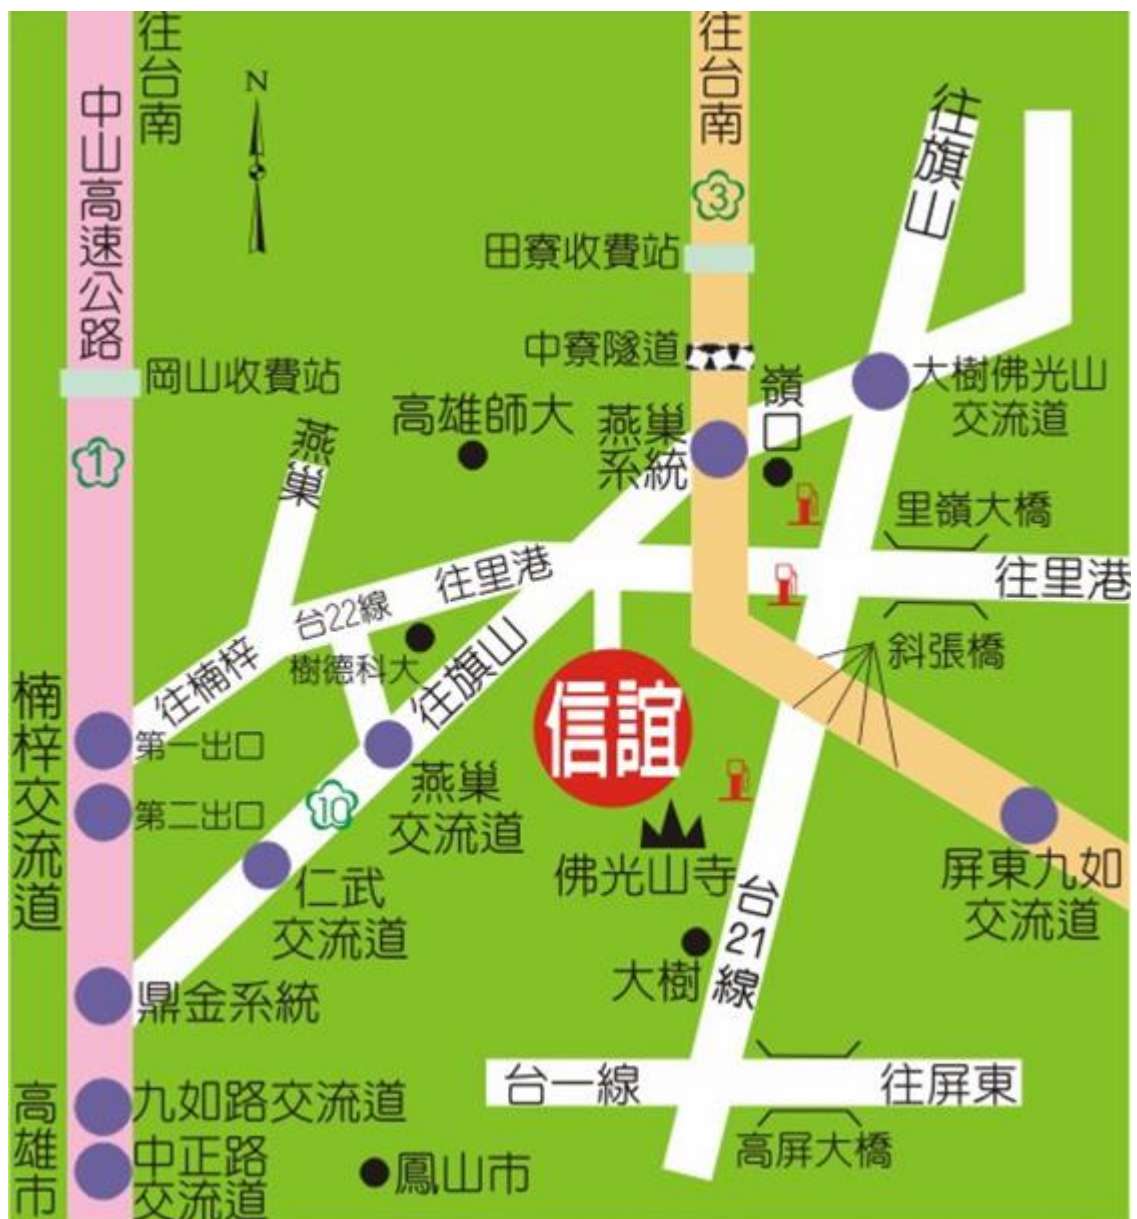 往台南
中山高速公路
N
往台南
3
往旗山
田寮收費站
中寮隧道
岡山收費站
高雄師大
嶺口
大樹佛光山
交流道
燕巢
系統
1
燕巢
里嶺大橋
往里港
往里港
台22線
樹德科大
斜張橋
往楠梓
往旗山
楠梓交流道
第一出口
信誼
第二出口
10
燕巢
交流道
佛光山寺
屏東九如
交流道
仁武
交流道
台21線
大樹
鼎金系統
台一線
往屏東
九如路交流道
高雄市
中正路
交流道
鳳山市
高屏大橋